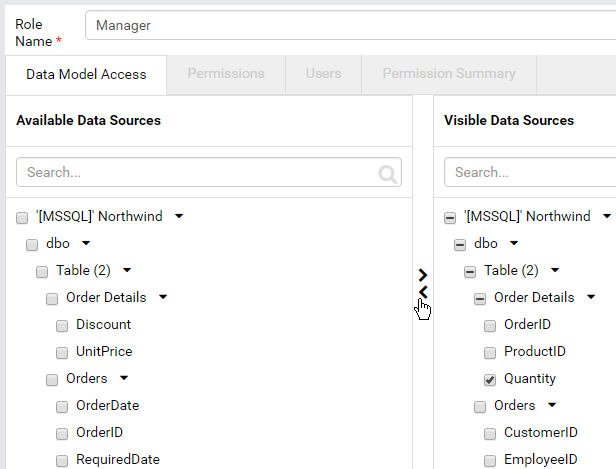 Role Name * Manager
Data Model Access Permissions Users Permission Summary
Available Data Sources
Search...
'[MSSQL]' Northwind
dbo
Table (2)
Order Details
Discount
UnitPrice
Orders
OrderDate
OrderID
RequiredDate
Visible Data Sources
Search...
'[MSSQL]' Northwind
dbo
Table (2)
Order Details
OrderID
ProductID
Quantity
Orders
CustomerID
EmployeeID